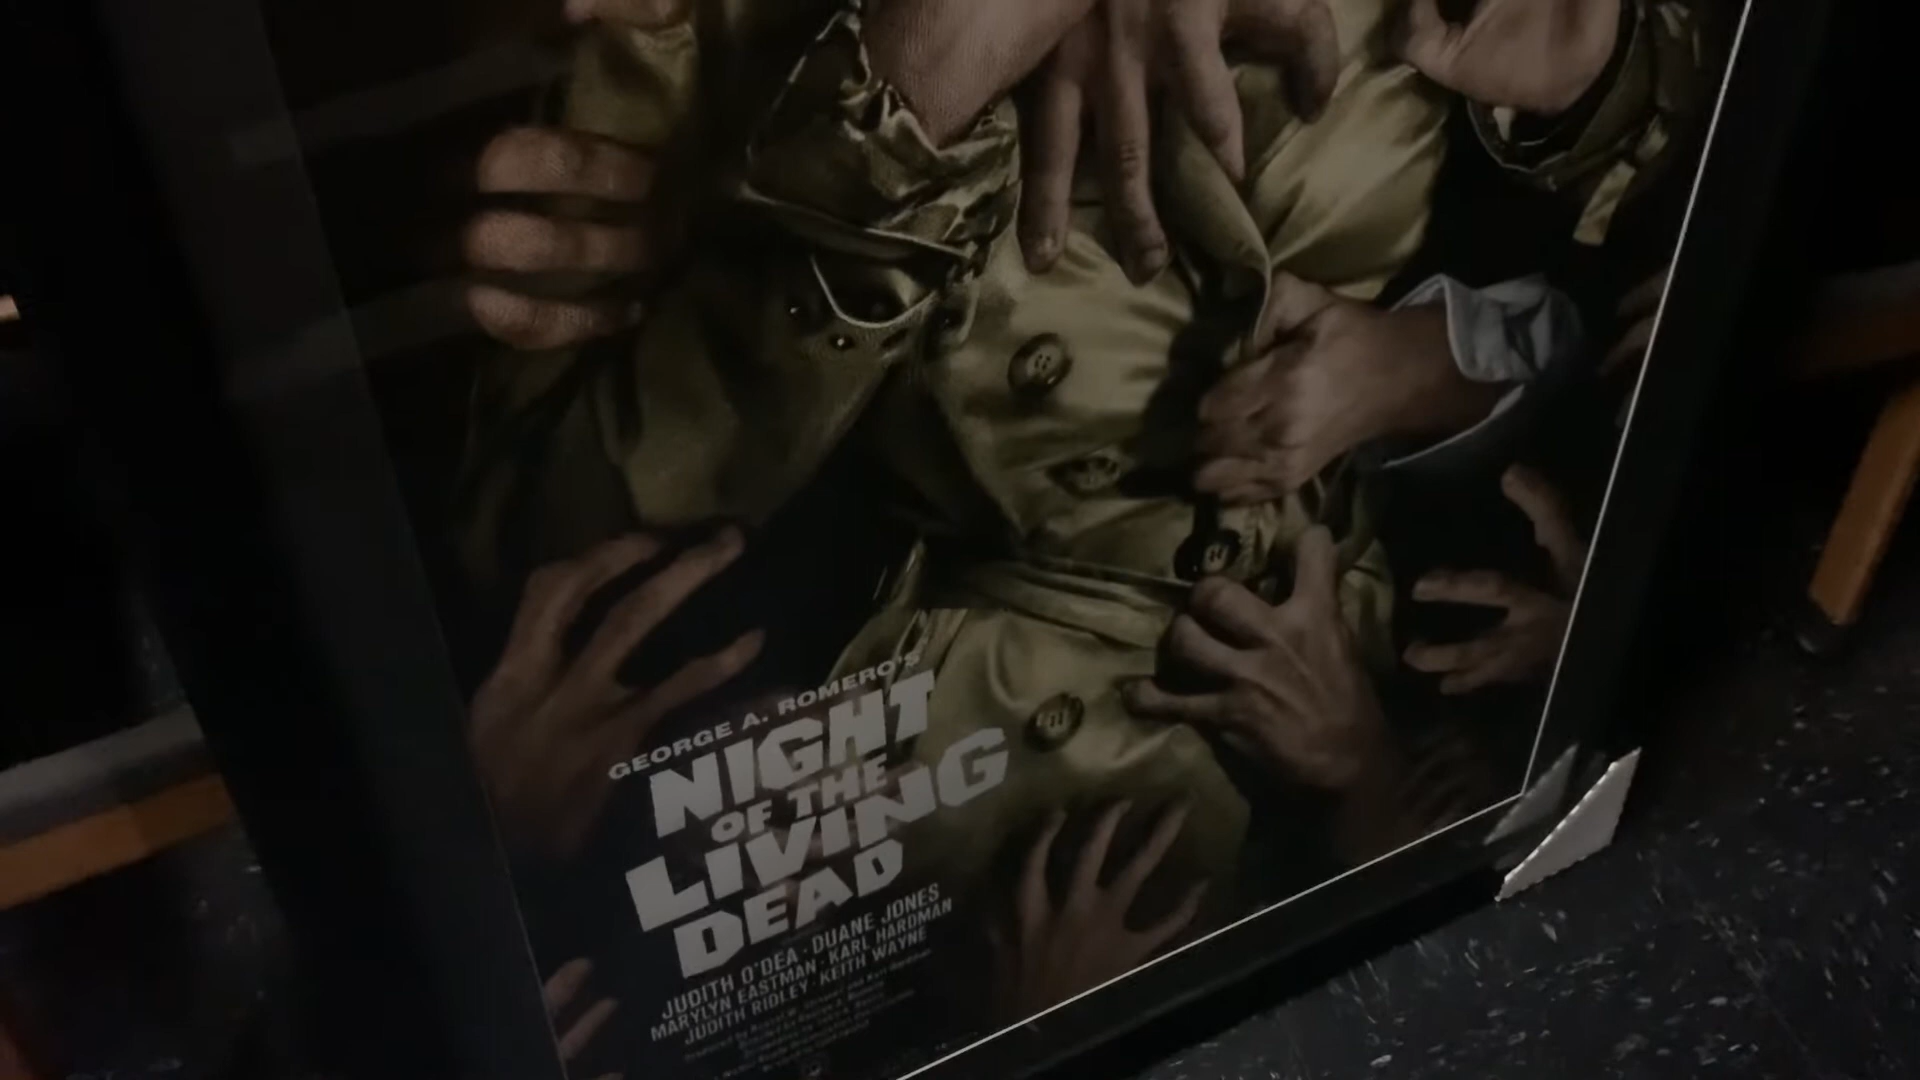 GEORGE A. ROMERO'S
NIGHT
OF THE
LIVING
DEAD
JUDITH O'DEA · DUANE JONES
MARYLYN EASTMAN · KARL HARDMAN
JUDITH RIDLEY · KEITH WAYNE